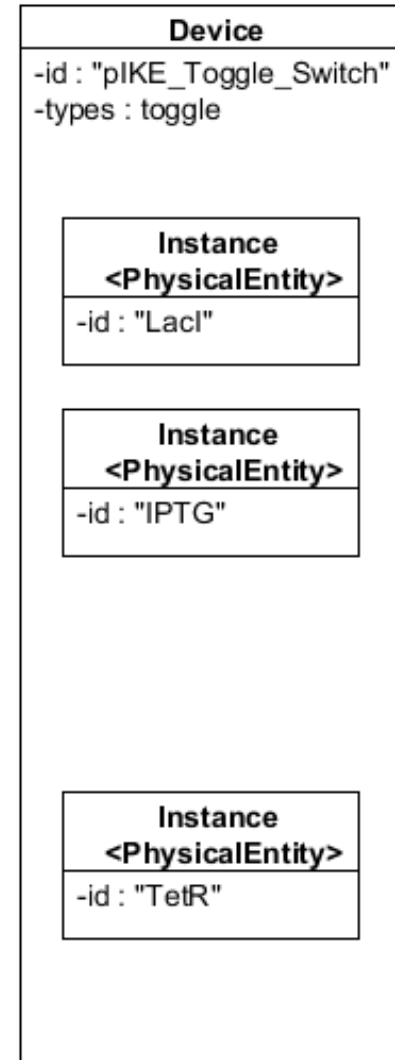 Device
-id : "pIKE_Toggle_Switch"
-types : toggle
Instance
<PhysicalEntity>
-id : "LacI"
Instance
<PhysicalEntity>
-id : "IPTG"
Instance
<PhysicalEntity>
-id : "TetR"